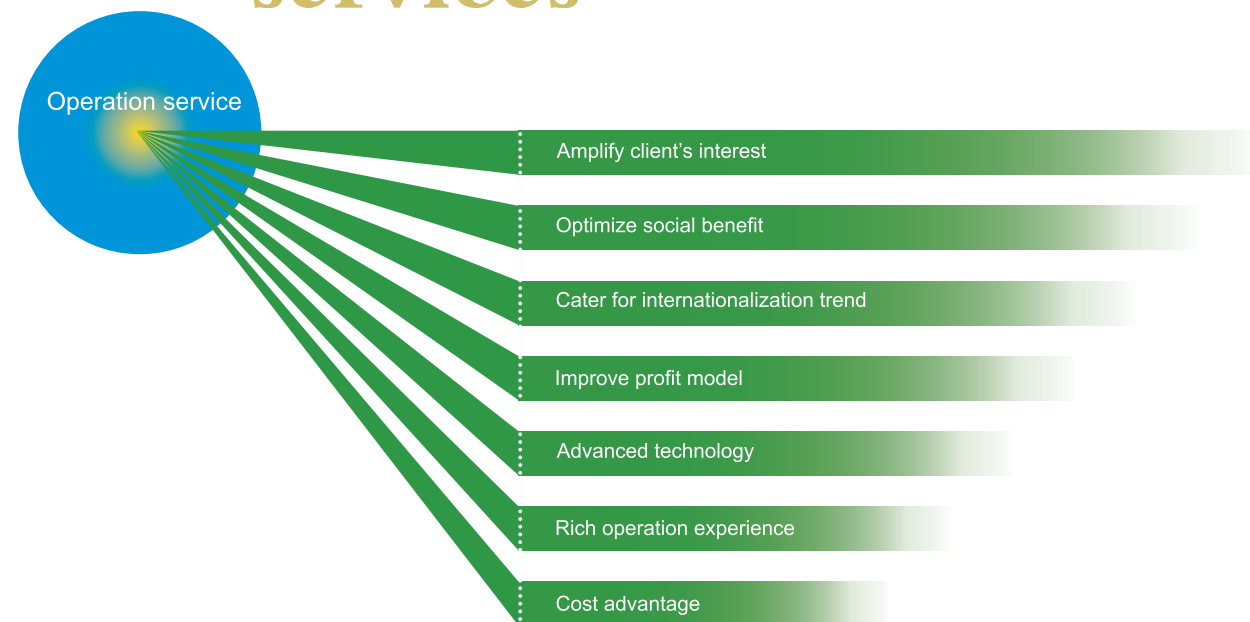 services
Operation service
Amplify client’s interest
Optimize social benefit
Cater for internationalization trend
Improve profit model
Advanced technology
Rich operation experience
Cost advantage